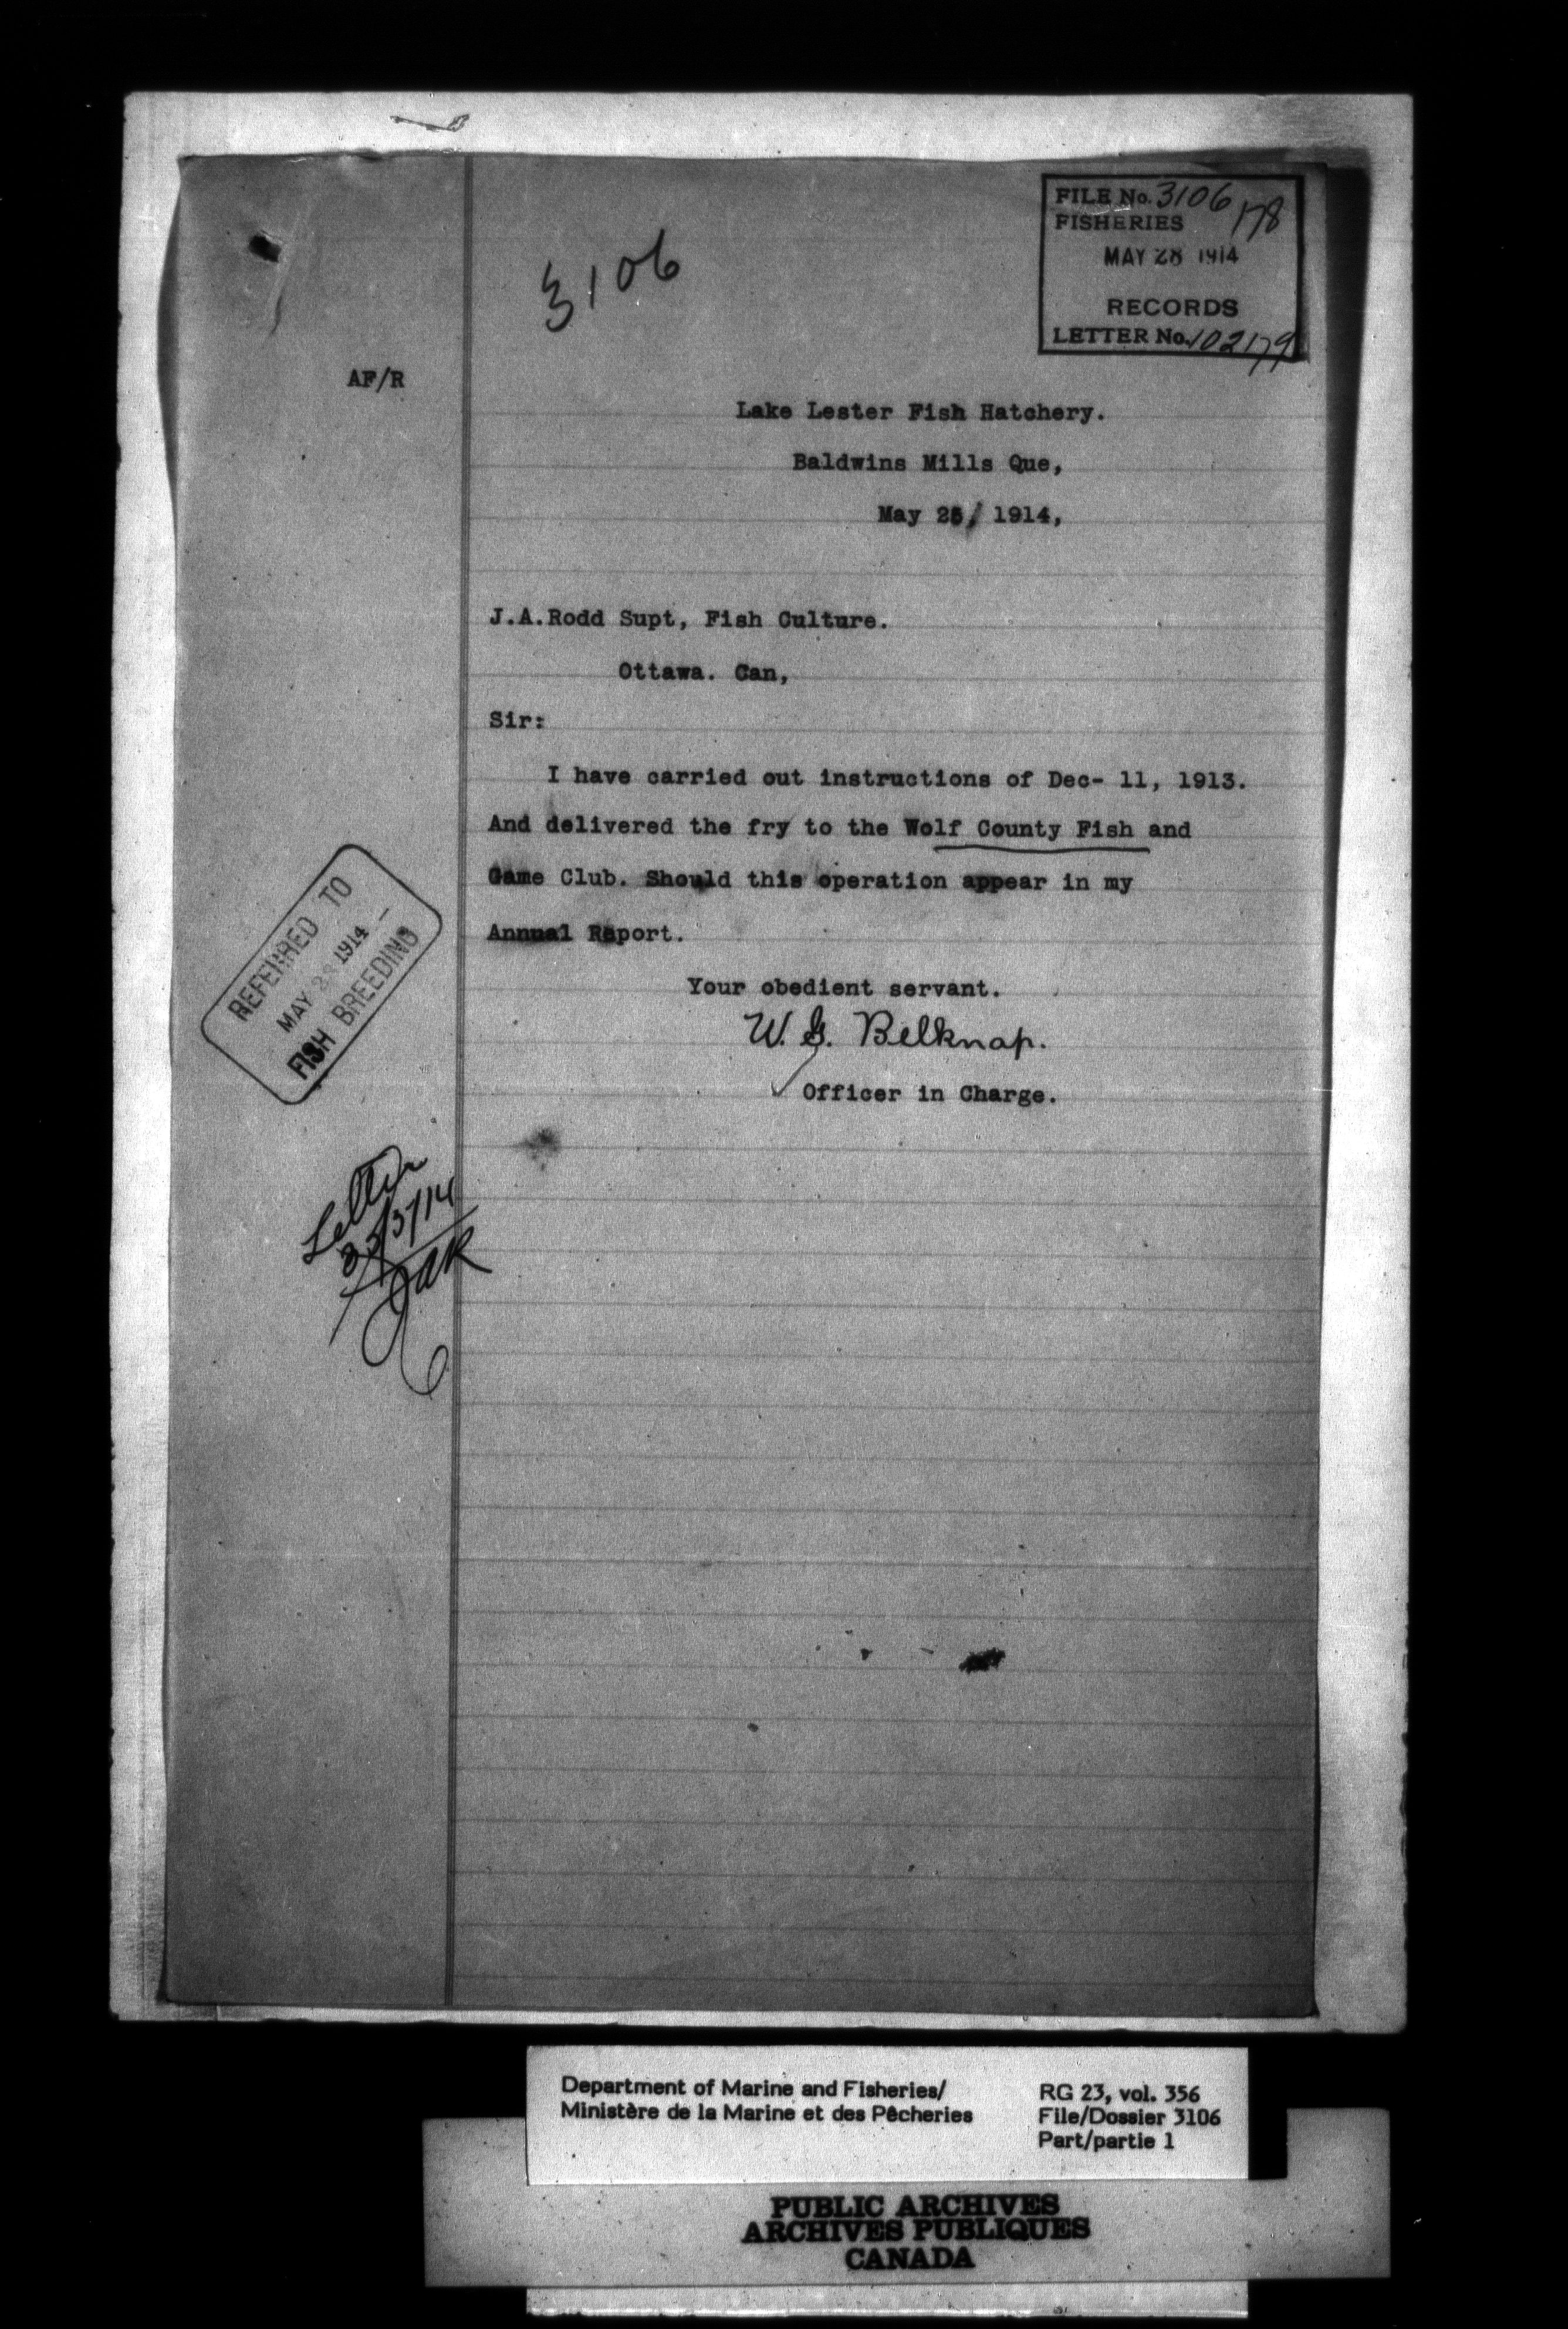 FILE No. 3106
178
FISHERIES
MAY 28 1914
RECORDS
LETTER No. 102179
3106
AF/R
Lake Lester Fish Hatchery.
Baldwins Mills Que,
May 25, 1914,
J.A.Rodd Supt, Fish Culture.
Ottawa. Can,
Sir:
I have carried out instructions of Dec- 11, 1913.
And delivered the fry to the Wolf County Fish and
Game Club. Should this operation appear in my
Annual Report.
Your obedient servant.
W. G. Belknap.
Officer in Charge.
REFERRED TO
MAY 28 1914 -
FISH BREEDING
Letter
JAR
Department of Marine and Fisheries/
Ministère de la Marine et des Pêcheries
RG 23, vol. 356
File/Dossier 3106
Part/partie 1
PUBLIC ARCHIVES
ARCHIVES PUBLIQUES
CANADA